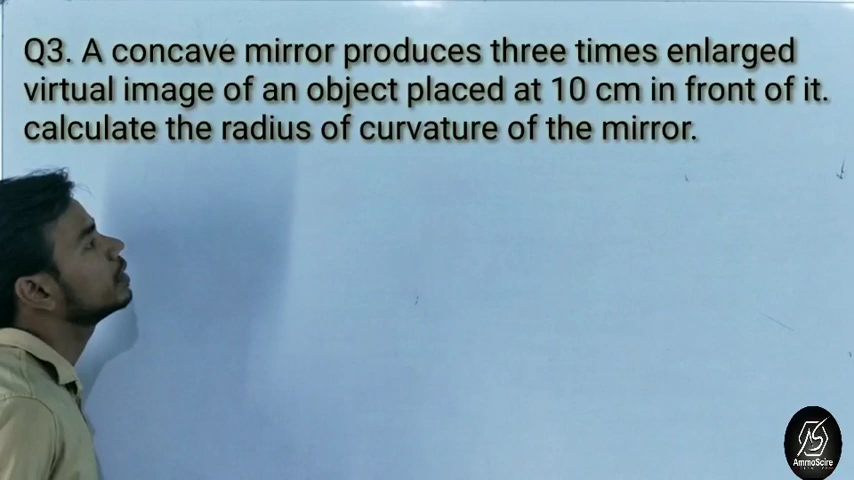 Q3. A concave mirror produces three times enlarged
virtual image of an object placed at 10 cm in front of it.
calculate the radius of curvature of the mirror.
AmmoScire